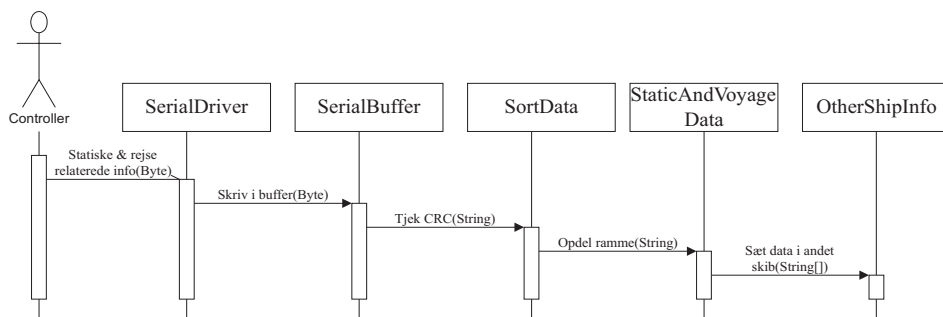 Controller
SerialDriver
SerialBuffer
SortData
StaticAndVoyage
Data
OtherShipInfo
Statiske & rejse
relaterede info(Byte)
Skriv i buffer(Byte)
Tjek CRC(String)
Opdel ramme(String)
Sæt data i andet
skib(String[])